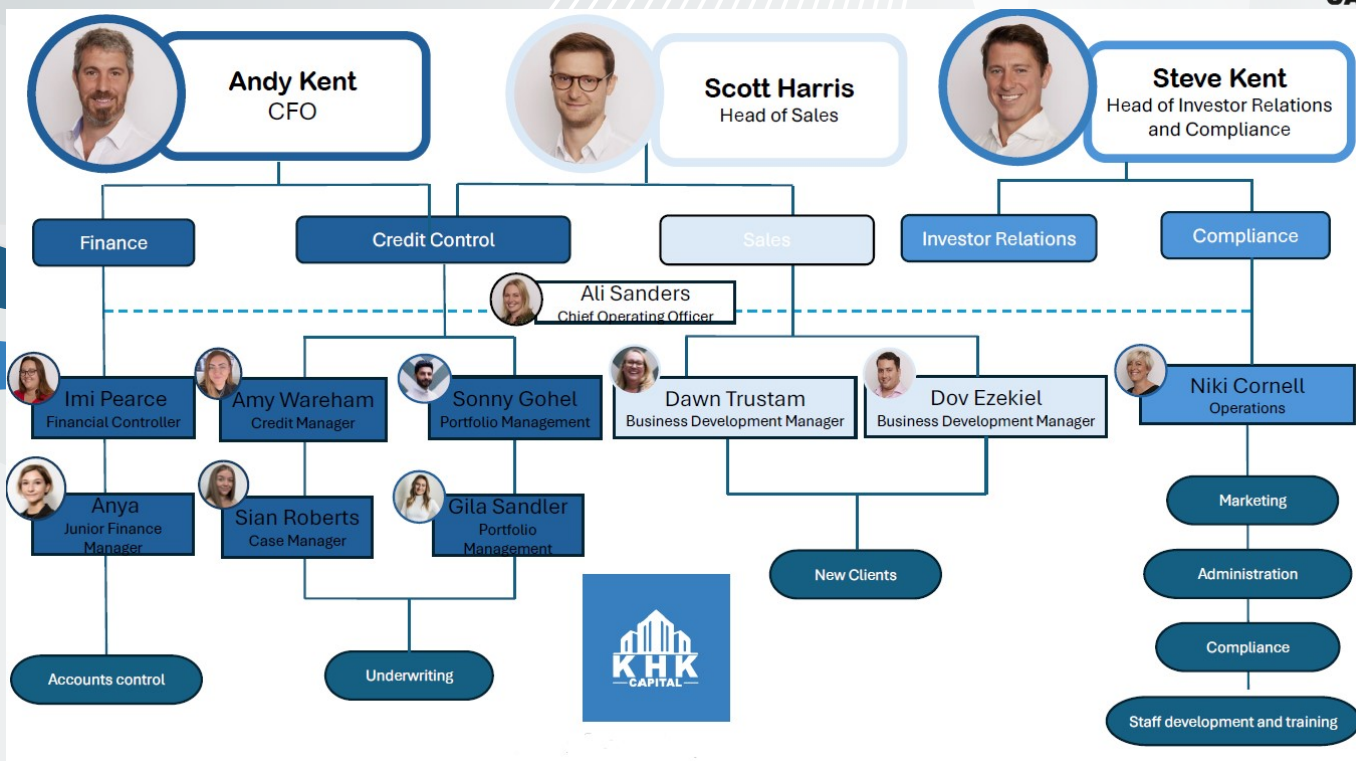 Andy Kent
CFO
Scott Harris
Head of Sales
Steve Kent
Head of Investor Relations
and Compliance
Finance
Credit Control
Sales
Investor Relations
Compliance
Ali Sanders
Chief Operating Officer
Imi Pearce
Financial Controller
Amy Wareham
Credit Manager
Sonny Gohel
Portfolio Management
Dawn Trustam
Business Development Manager
Dov Ezekiel
Business Development Manager
Niki Cornell
Operations
Anya
Junior Finance
Manager
Sian Roberts
Case Manager
Gila Sandler
Portfolio
Management
Marketing
New Clients
Administration
Compliance
Accounts control
Underwriting
KHK
CAPITAL
Staff development and training